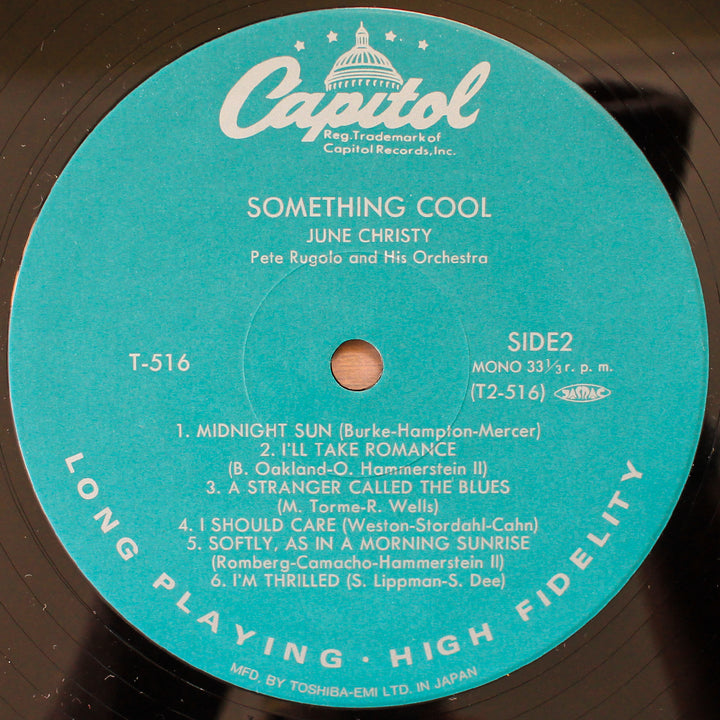 Capitol
Reg. Trademark of
Capitol Records, Inc.
SOMETHING COOL
JUNE CHRISTY
Pete Rugolo and His Orchestra
T-516
SIDE2
MONO 33⅓ r. p. m.
(T2-516) JASRAC
1. MIDNIGHT SUN (Burke-Hampton-Mercer)
2. I'LL TAKE ROMANCE
(B. Oakland-O. Hammerstein II)
3. A STRANGER CALLED THE BLUES
(M. Torme-R. Wells)
4. I SHOULD CARE (Weston-Stordahl-Cahn)
5. SOFTLY, AS IN A MORNING SUNRISE
(Romberg-Camacho-Hammerstein II)
6. I'M THRILLED (S. Lippman-S. Dee)
LONG PLAYING · HIGH FIDELITY
MFD. BY TOSHIBA-EMI LTD. IN JAPAN